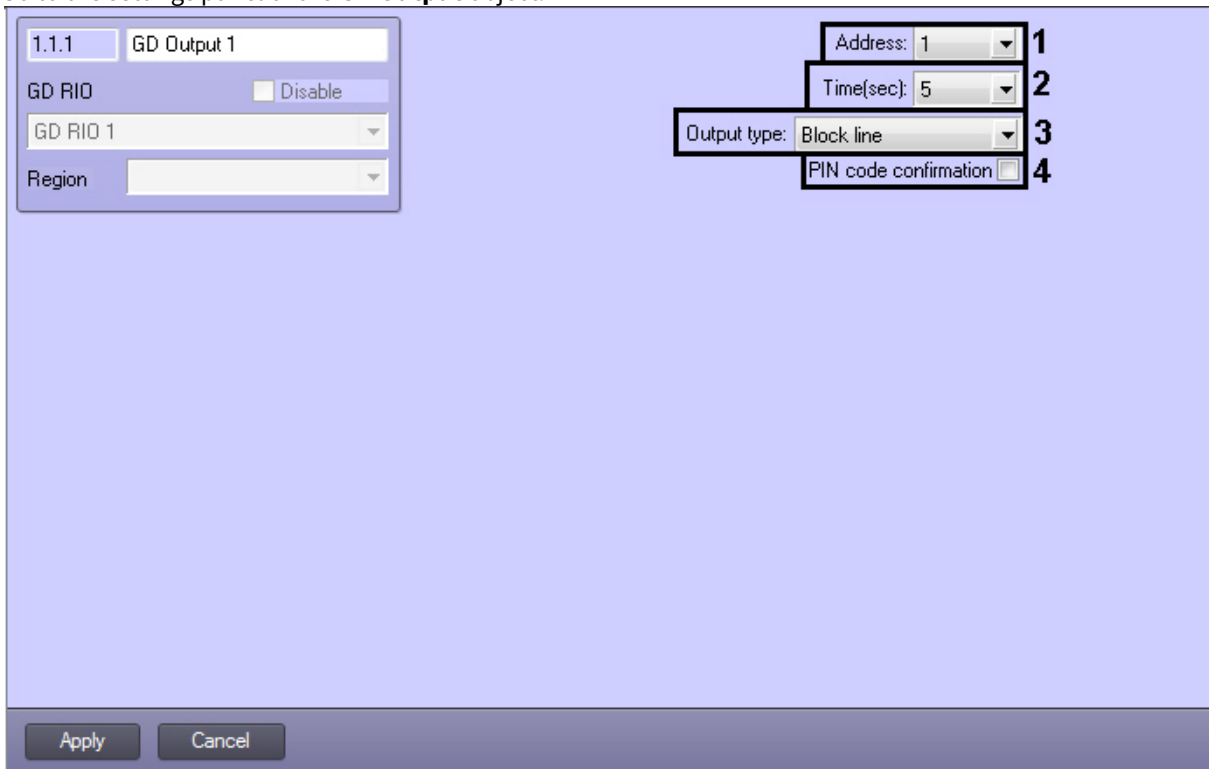 1.1.1 GD Output 1
GD RIO Disable
GD RIO 1
Region
Address: 1 1
Time(sec): 5 2
Output type: Block line 3
PIN code confirmation 4
Apply Cancel